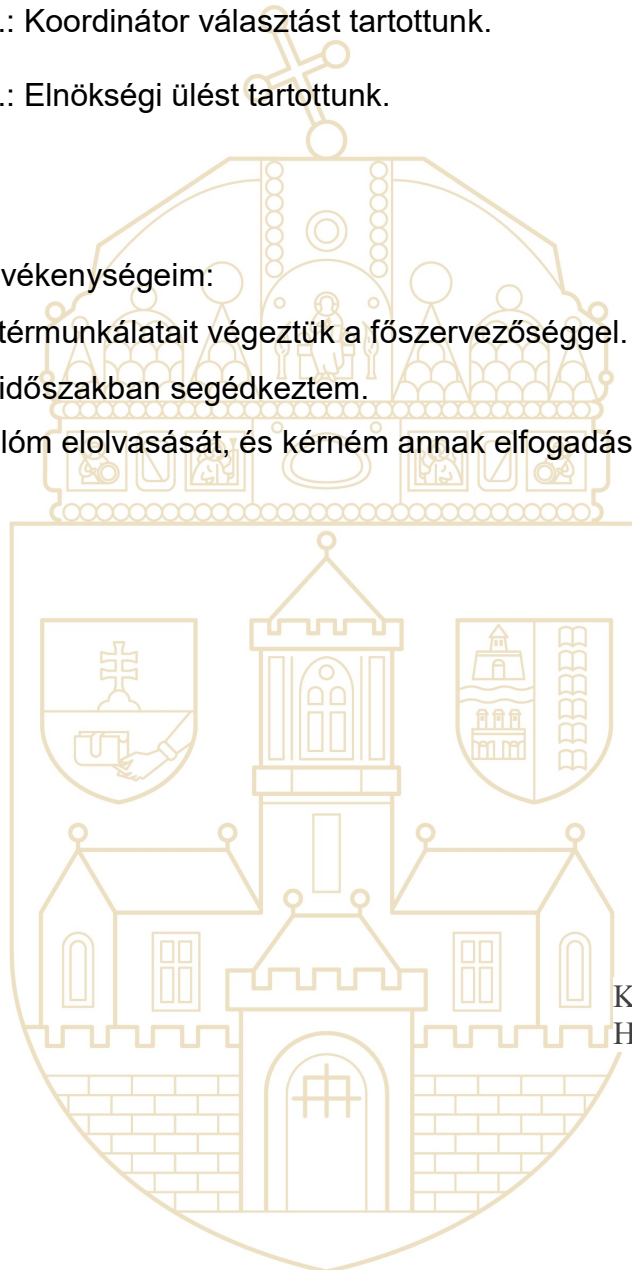 .: Koordinátor választást tartottunk.
.: Elnökségi ülést tartottunk.
vékenységeim:
térmunkálatait végeztük a főszervezőséggel.
időszakban segédkeztem.
lóm elolvasását, és kérném annak elfogadás
K
H